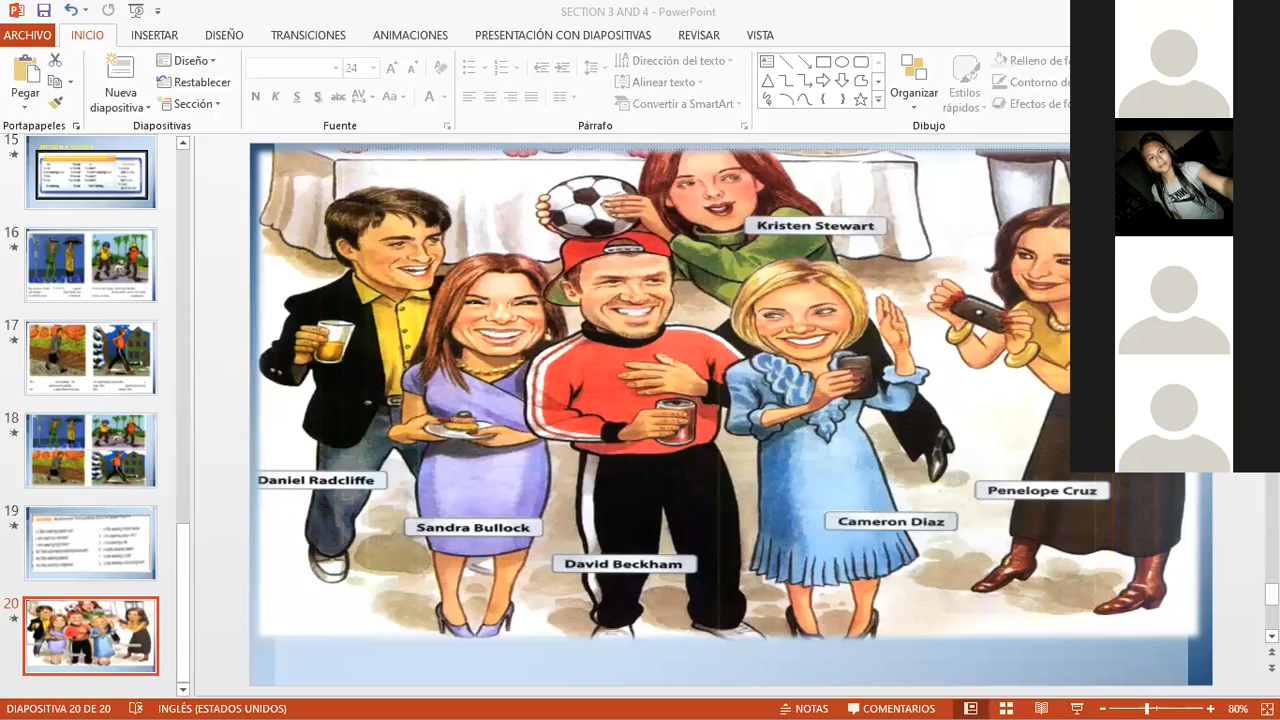 SECTION 3 AND 4 - PowerPoint
ARCHIVO INICIO INSERTAR DISEÑO TRANSICIONES ANIMACIONES PRESENTACIÓN CON DIAPOSITIVAS REVISAR VISTA
Pegar
Nueva diapositiva
Diseño
Restablecer
Sección
24
N K S S abc AV Aa A
Dirección del texto
Alinear texto
Convertir a SmartArt
Organizar
Estilos rápidos
Relleno de fo
Contorno de
Efectos de fo
Portapapeles Diapositivas Fuente Párrafo Dibujo
15
16
17
18
19
20
Kristen Stewart
Daniel Radcliffe
Penelope Cruz
Cameron Diaz
Sandra Bullock
David Beckham
DIAPOSITIVA 20 DE 20 INGLÉS (ESTADOS UNIDOS) NOTAS COMENTARIOS 80%